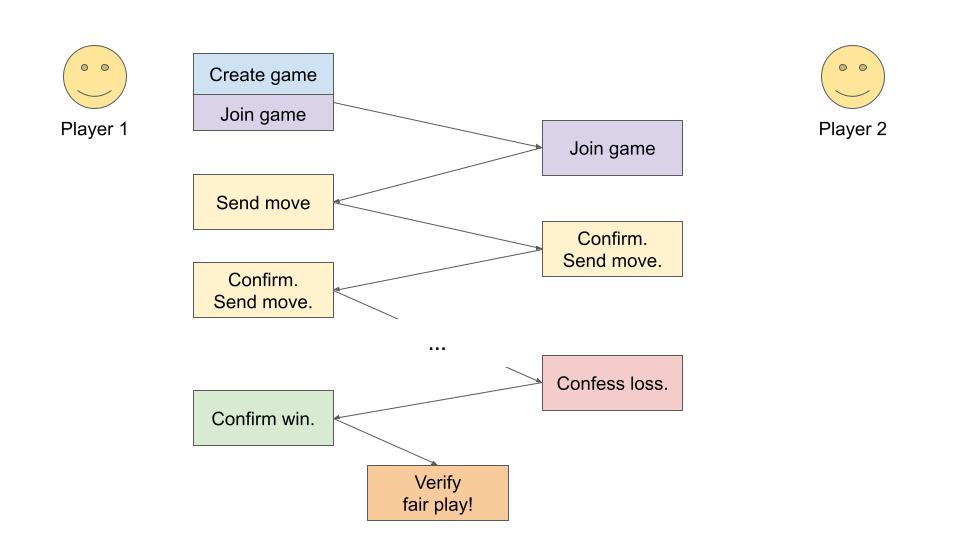 Player 1
Create game
Join game
Player 2
Join game
Send move
Confirm.
Send move.
Confirm.
Send move.
...
Confess loss.
Confirm win.
Verify
fair play!